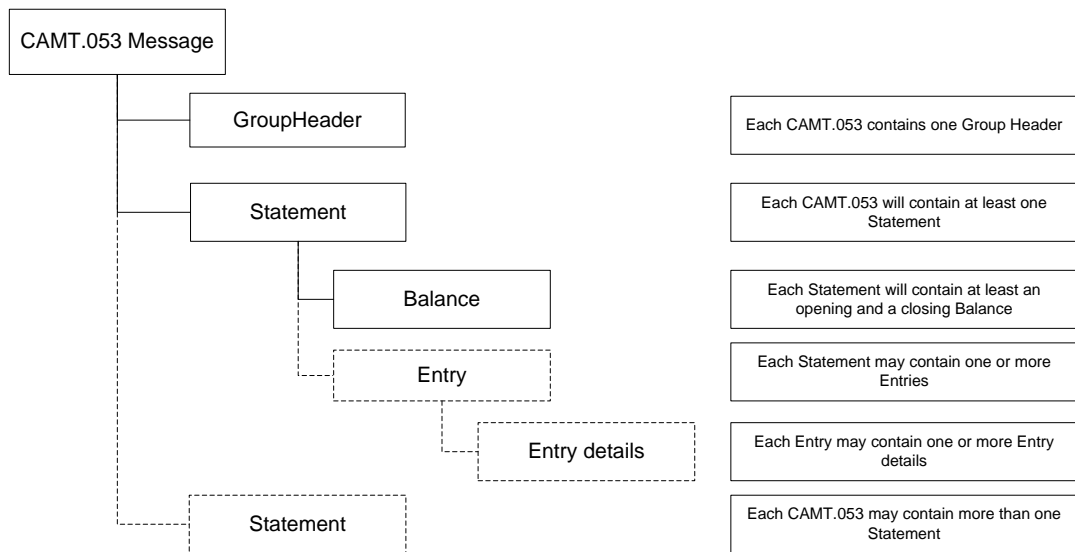 CAMT.053 Message
GroupHeader
Each CAMT.053 contains one Group Header
Statement
Each CAMT.053 will contain at least one
Statement
Balance
Each Statement will contain at least an
opening and a closing Balance
Entry
Each Statement may contain one or more
Entries
Entry details
Each Entry may contain one or more Entry
details
Statement
Each CAMT.053 may contain more than one
Statement